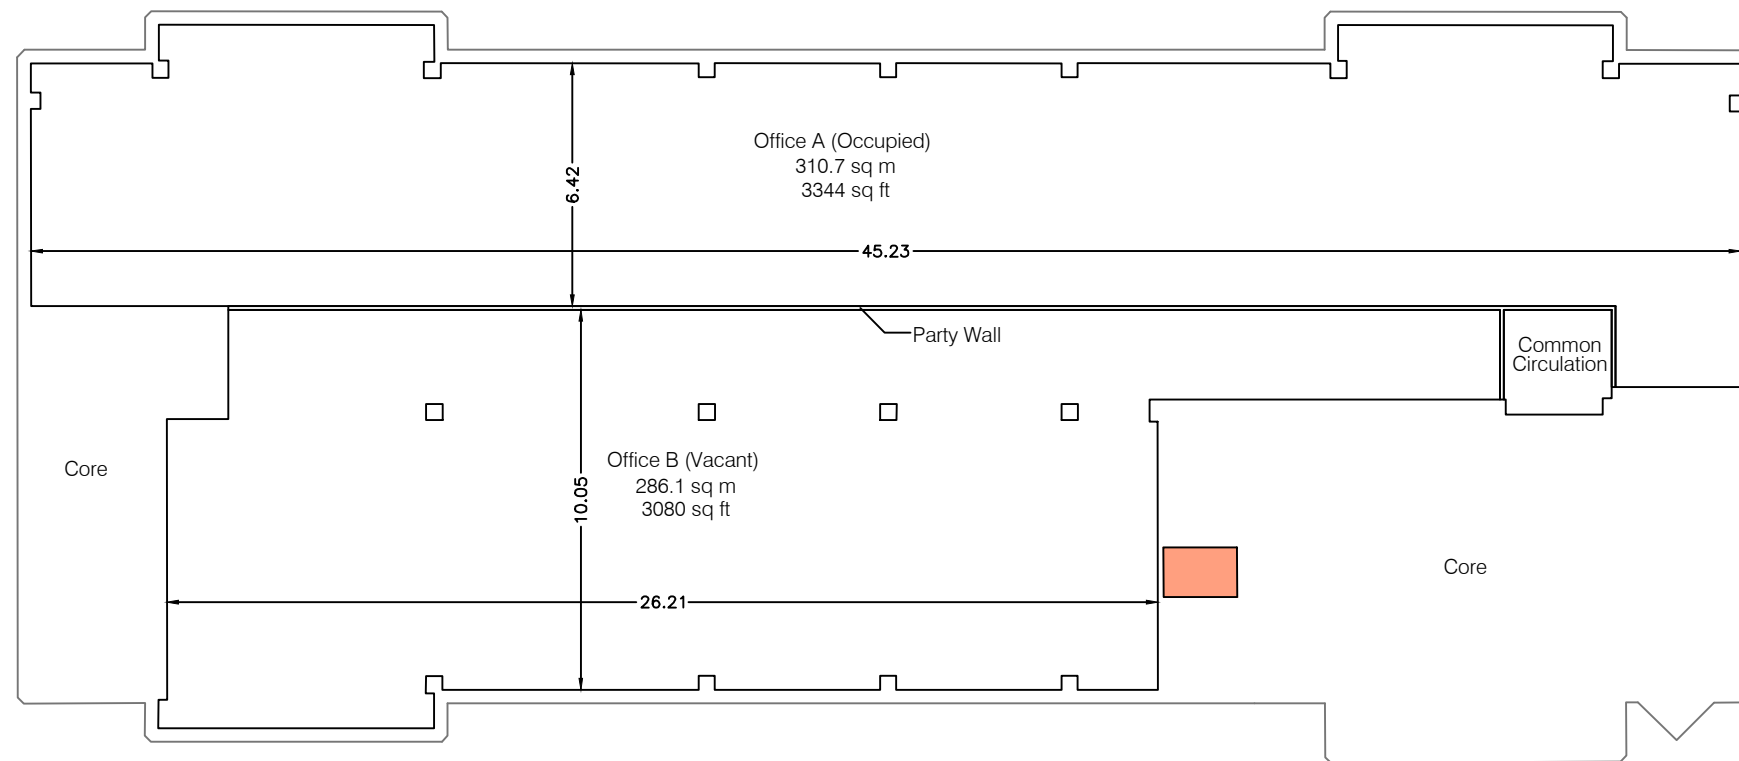 Office A (Occupied)
310.7 sq m
3344 sq ft
6.42
45.23
Party Wall
Common
Circulation
Core
Office B (Vacant)
286.1 sq m
3080 sq ft
10.05
Core
26.21